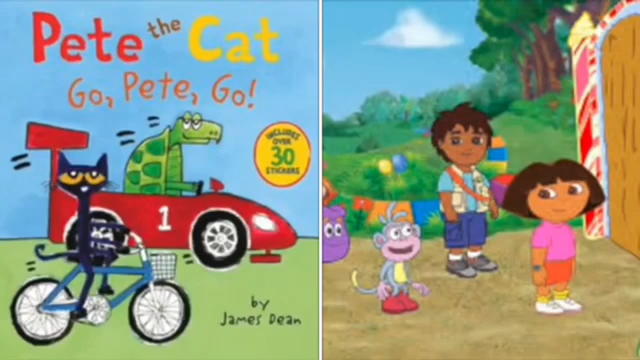 Pete the Cat
Go, Pete, Go!
INCLUDES
OVER
30
STICKERS
1
by
James Dean